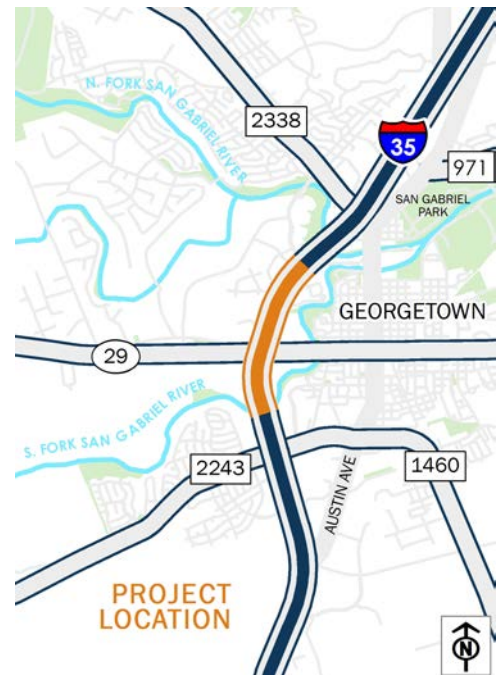 N. FORK SAN GABRIEL RIVER
2338
35
971
SAN GABRIEL
PARK
GEORGETOWN
29
S. FORK SAN GABRIEL RIVER
2243
1460
AUSTIN AVE
PROJECT
LOCATION
N